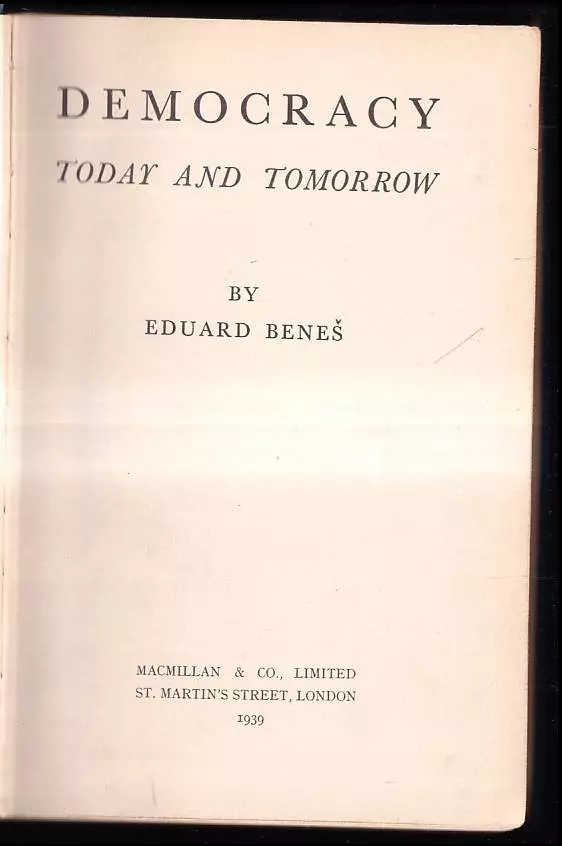 DEMOCRACY
TODAY AND TOMORROW
BY
EDUARD BENEŠ
MACMILLAN & CO., LIMITED
ST. MARTIN'S STREET, LONDON
1939